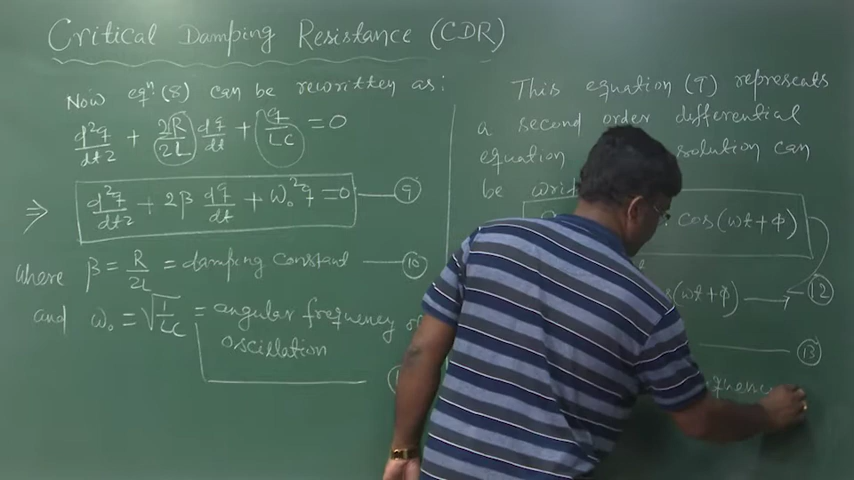 Critical Damping Resistance (CDR)
Now eqⁿ (8) can be rewritten as:
d²q/dt² + 2R/2L dq/dt + q/LC = 0
⇒ d²q/dt² + 2β dq/dt + ω₀²q = 0 — (9)
where β = R/2L = damping constant — (10)
and ω₀ = √(1/LC) = angular frequency of
oscillation
This equation (9) represents
a second order differential
equation solution can
be
cos(ωt + φ)
(ωt + φ) → (12)
— (13)